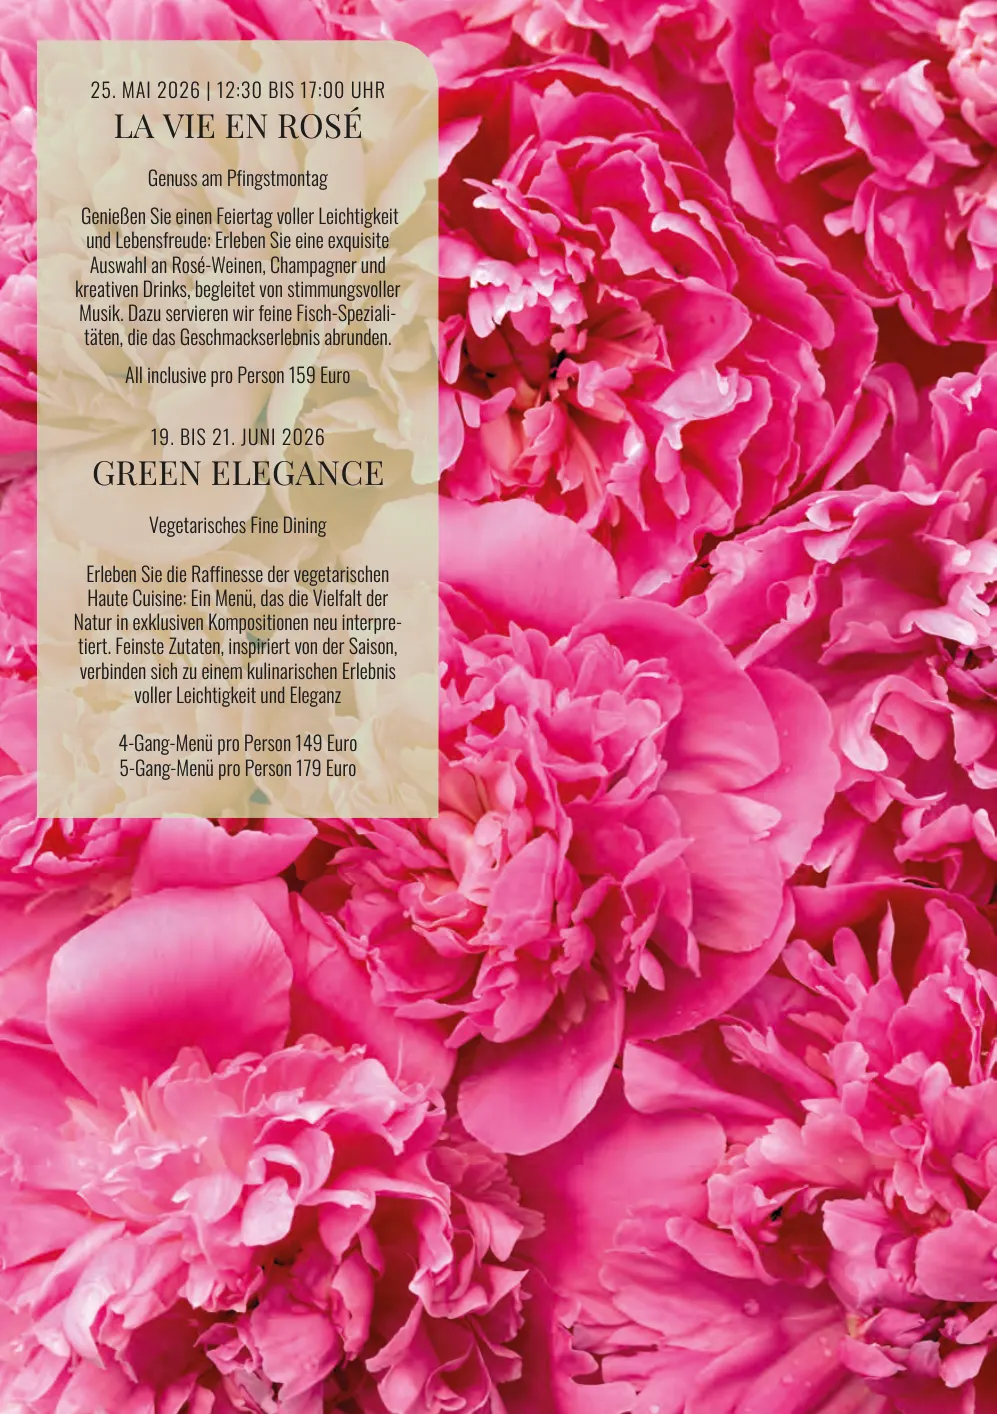 25. MAI 2026 | 12:30 BIS 17:00 UHR
LA VIE EN ROSÉ
Genuss am Pfingstmontag
Genießen Sie einen Feiertag voller Leichtigkeit
und Lebensfreude: Erleben Sie eine exquisite
Auswahl an Rosé-Weinen, Champagner und
kreativen Drinks, begleitet von stimmungsvoller
Musik. Dazu servieren wir feine Fisch-Speziali-
täten, die das Geschmackserlebnis abrunden.
All inclusive pro Person 159 Euro
19. BIS 21. JUNI 2026
GREEN ELEGANCE
Vegetarisches Fine Dining
Erleben Sie die Raffinesse der vegetarischen
Haute Cuisine: Ein Menü, das die Vielfalt der
Natur in exklusiven Kompositionen neu interpre-
tiert. Feinste Zutaten, inspiriert von der Saison,
verbinden sich zu einem kulinarischen Erlebnis
voller Leichtigkeit und Eleganz
4-Gang-Menü pro Person 149 Euro
5-Gang-Menü pro Person 179 Euro